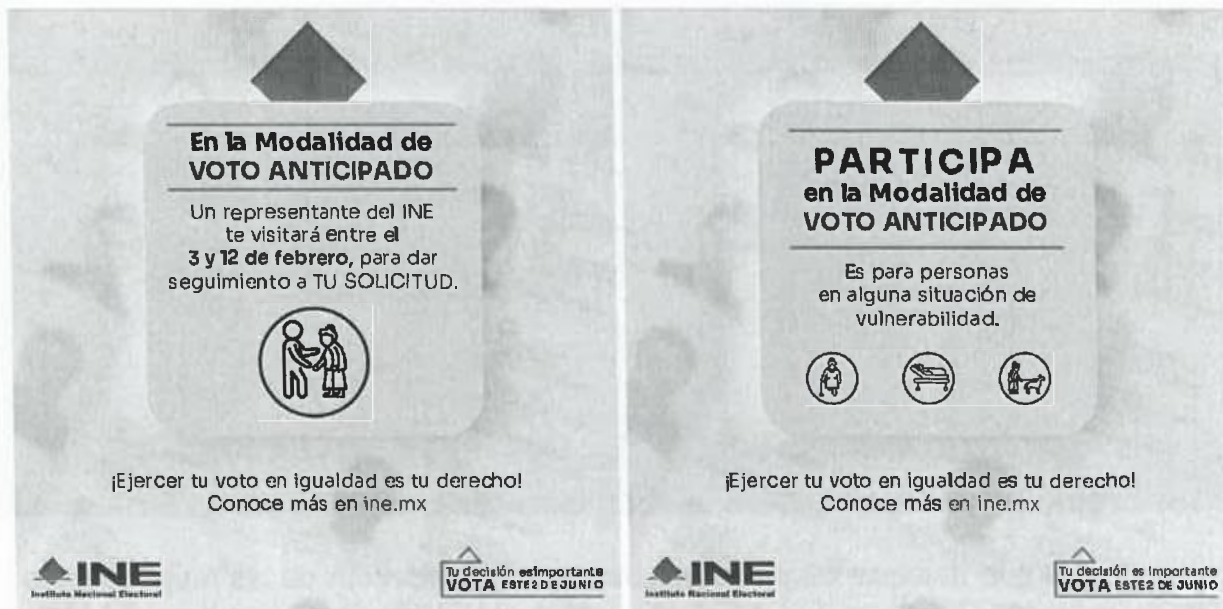 En la Modalidad de
VOTO ANTICIPADO
Un representante del INE
te visitará entre el
3 y 12 de febrero, para dar
seguimiento a TU SOLICITUD.
¡Ejercer tu voto en igualdad es tu derecho!
Conoce más en ine.mx
INE
Instituto Nacional Electoral
Tu decisión es importante
VOTA ESTE 2 DE JUNIO
PARTICIPA
en la Modalidad de
VOTO ANTICIPADO
Es para personas
en alguna situación de
vulnerabilidad.
¡Ejercer tu voto en igualdad es tu derecho!
Conoce más en ine.mx
INE
Instituto Nacional Electoral
Tu decisión es importante
VOTA ESTE 2 DE JUNIO